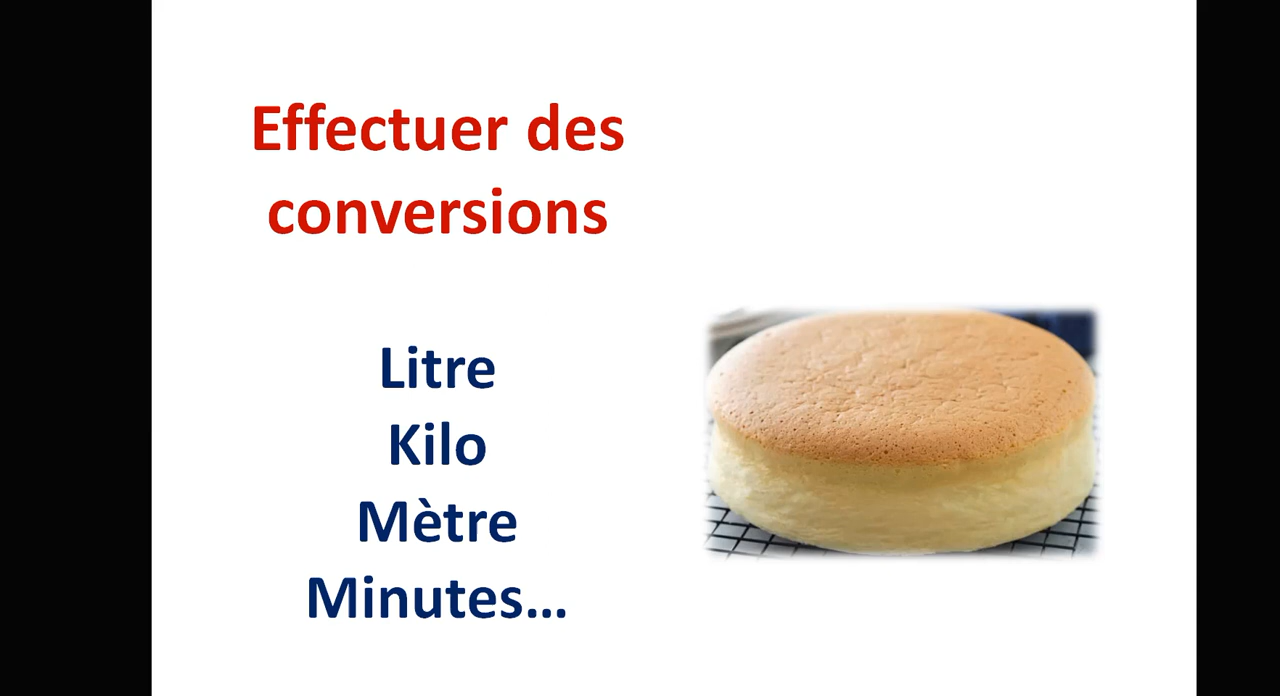 Effectuer des
conversions
Litre
Kilo
Mètre
Minutes...